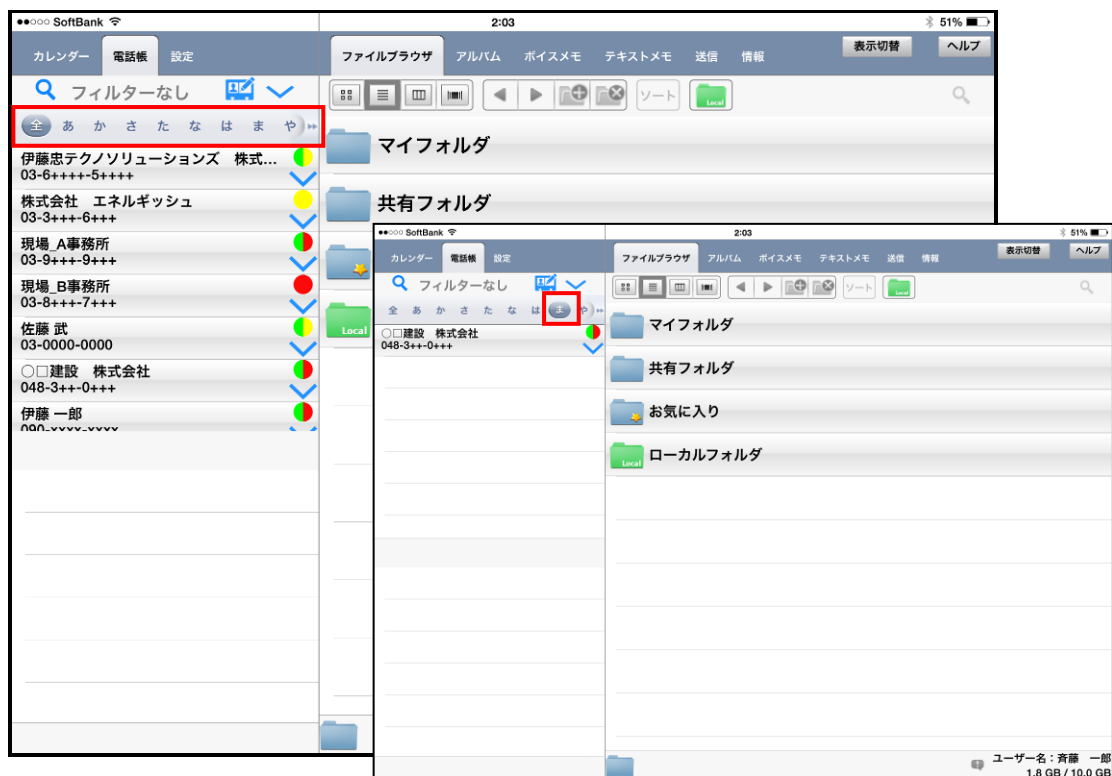 ●●○○○ SoftBank 2:03 51%
カレンダー 電話帳 設定
ファイルブラウザ アルバム ボイスメモ テキストメモ 送信 情報 表示切替 ヘルプ
フィルターなし
ソート Local
全 あ か さ た な は ま や
伊藤忠テクノソリューションズ 株式...
03-6++++-5++++
株式会社 エネルギッシュ
03-3+++-6+++
現場_A事務所
03-9+++-9+++
現場_B事務所
03-8+++-7+++
佐藤 武
03-0000-0000
○□建設 株式会社
048-3++-0+++
伊藤 一郎
090-xxxx-xxxx
マイフォルダ
共有フォルダ
Local
●●○○○ SoftBank 2:03 51%
カレンダー 電話帳 設定
ファイルブラウザ アルバム ボイスメモ テキストメモ 送信 情報 表示切替 ヘルプ
フィルターなし
ソート Local
全 あ か さ た な は ま や
○□建設 株式会社
048-3++-0+++
マイフォルダ
共有フォルダ
お気に入り
Local ローカルフォルダ
ユーザー名：斉藤 一郎
1.8 GB / 10.0 GB